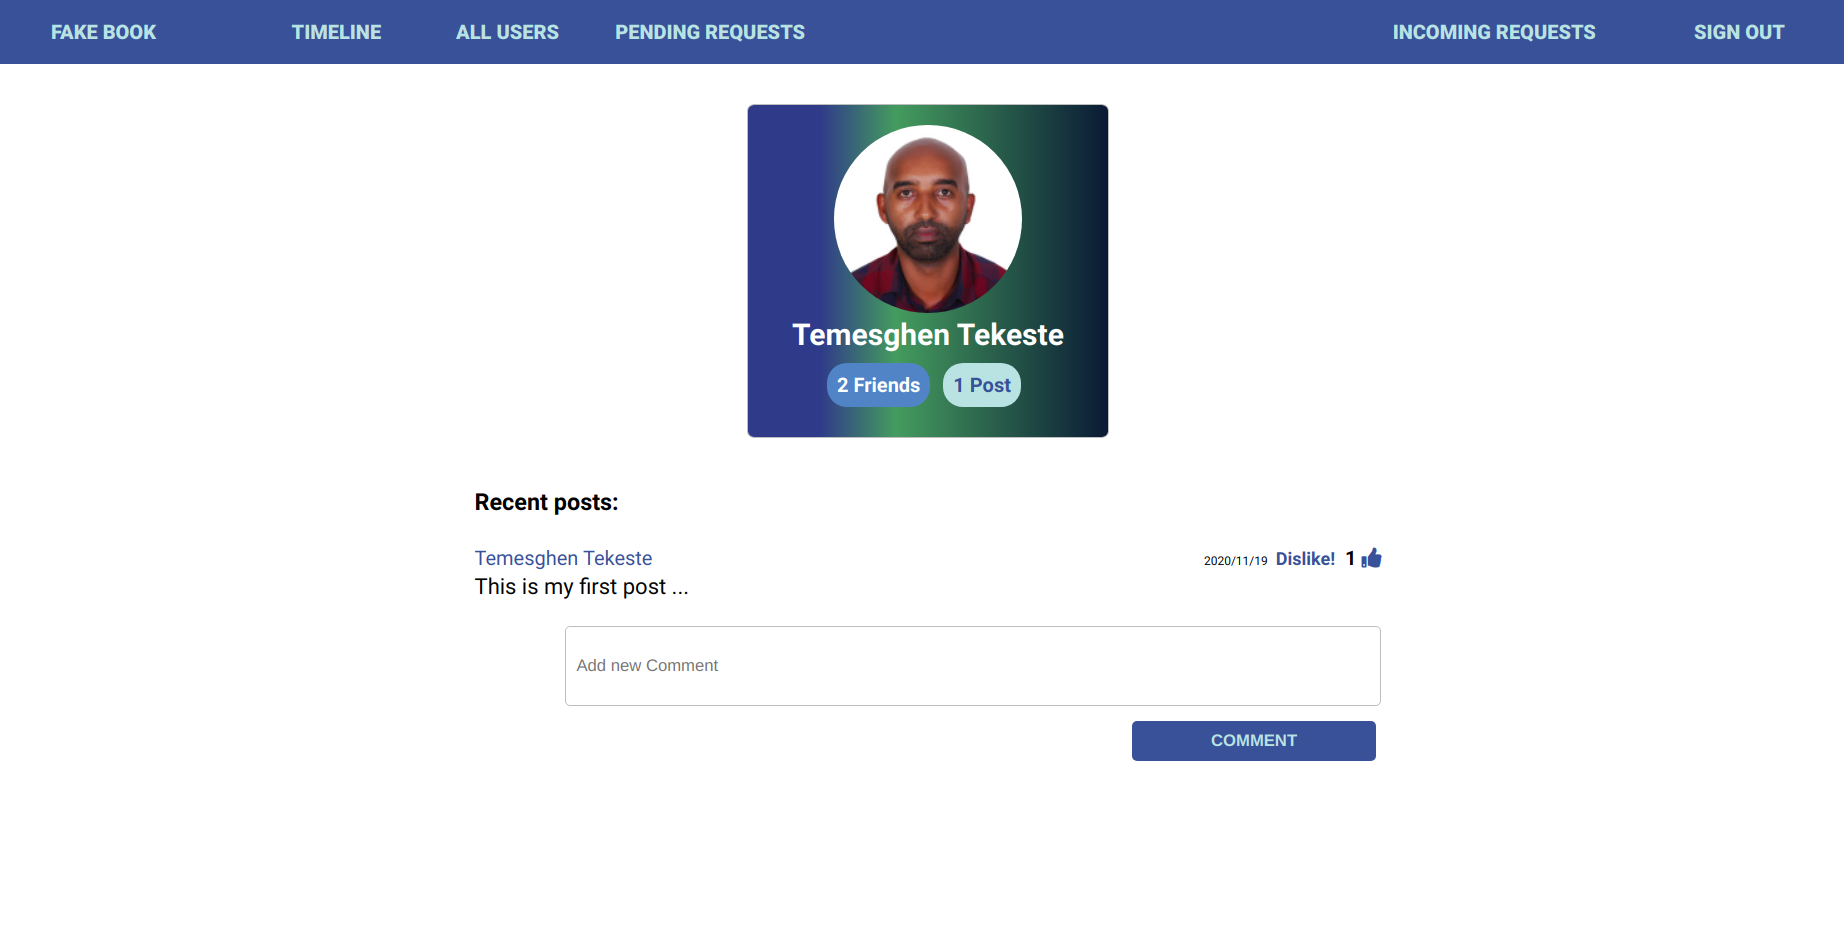 FAKE BOOK TIMELINE ALL USERS PENDING REQUESTS INCOMING REQUESTS SIGN OUT
Temesghen Tekeste
2 Friends 1 Post
Recent posts:
Temesghen Tekeste 2020/11/19 Dislike! 1
This is my first post ...
Add new Comment
COMMENT